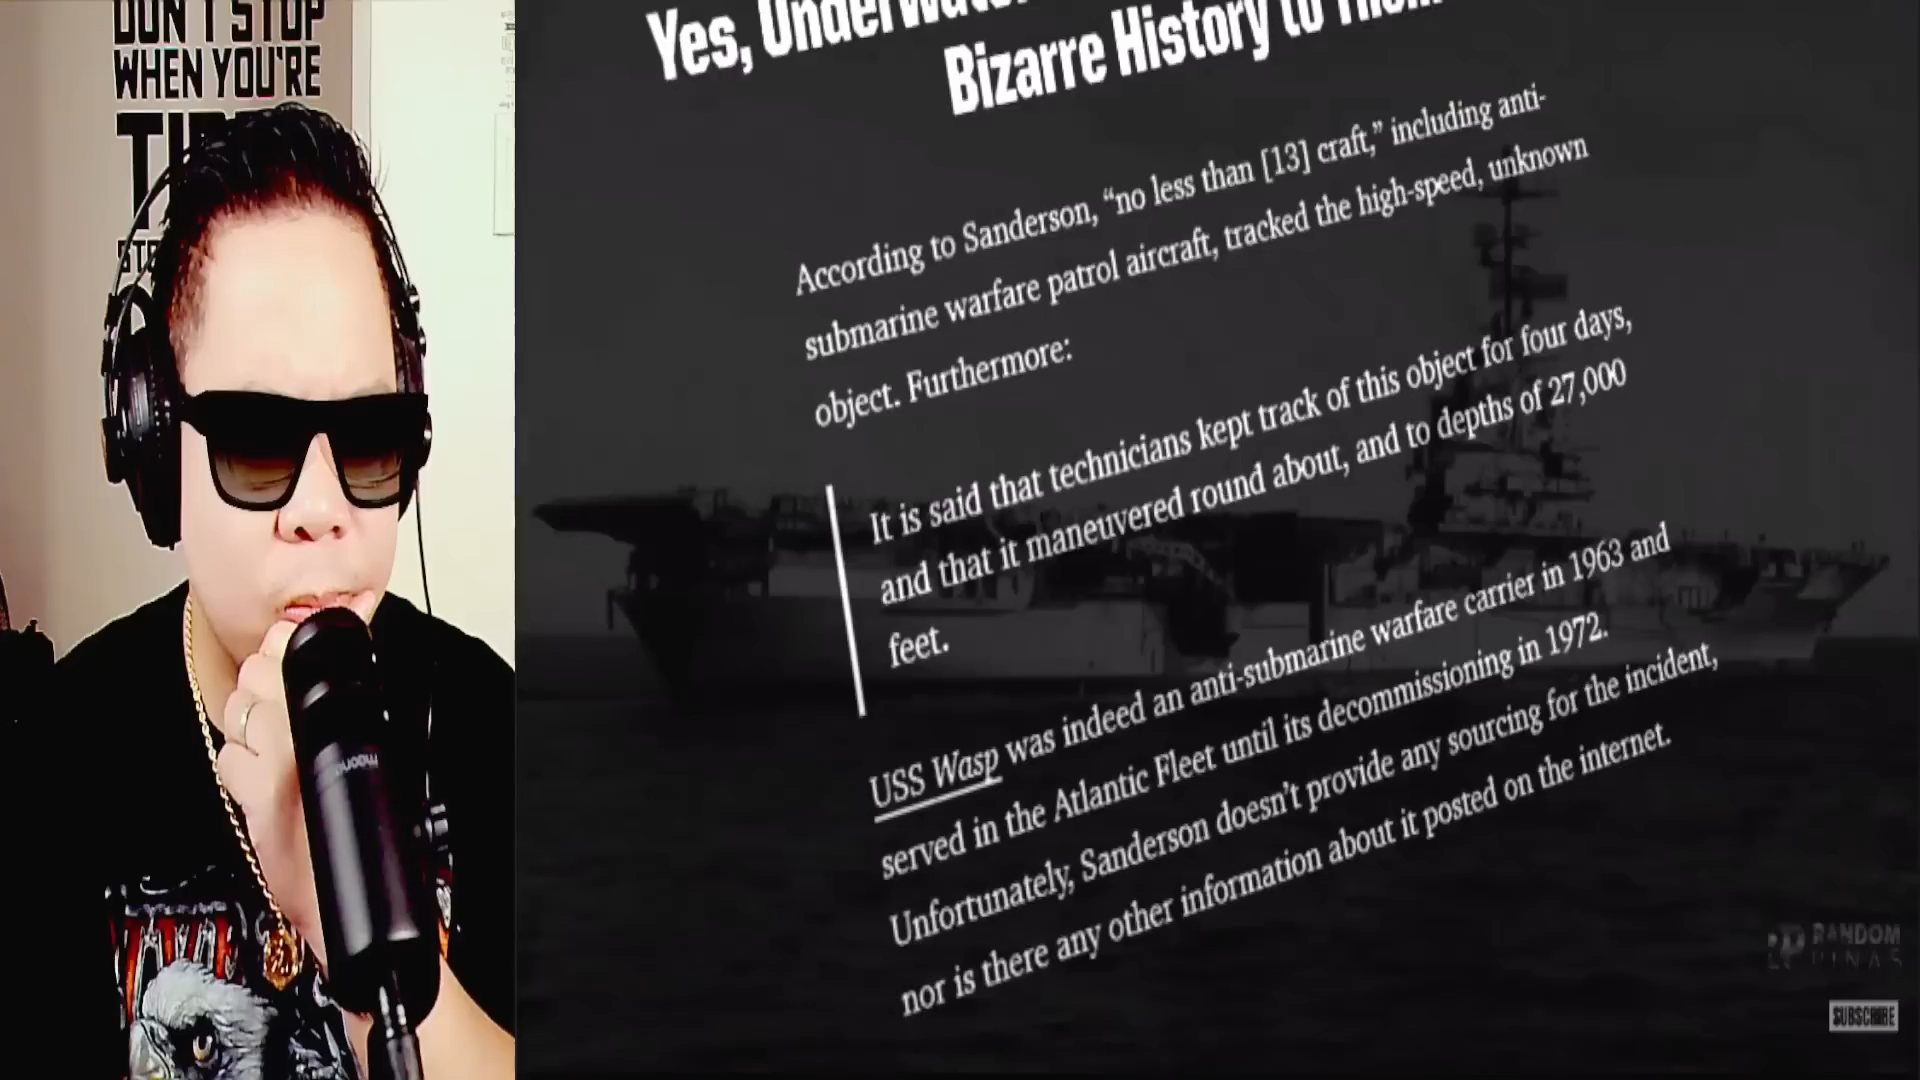 DON'T STOP
WHEN YOU'RE
Yes,
Bizarre History to
According to Sanderson, “no less than [13] craft,” including anti-
submarine warfare patrol aircraft, tracked the high-speed, unknown
object. Furthermore:
It is said that technicians kept track of this object for four days,
and that it maneuvered round about, and to depths of 27,000
feet.
USS Wasp was indeed an anti-submarine warfare carrier in 1963 and
served in the Atlantic Fleet until its decommissioning in 1972.
Unfortunately, Sanderson doesn’t provide any sourcing for the incident,
nor is there any other information about it posted on the internet.
maono
RANDOM
PINAS
SUBSCRIBE